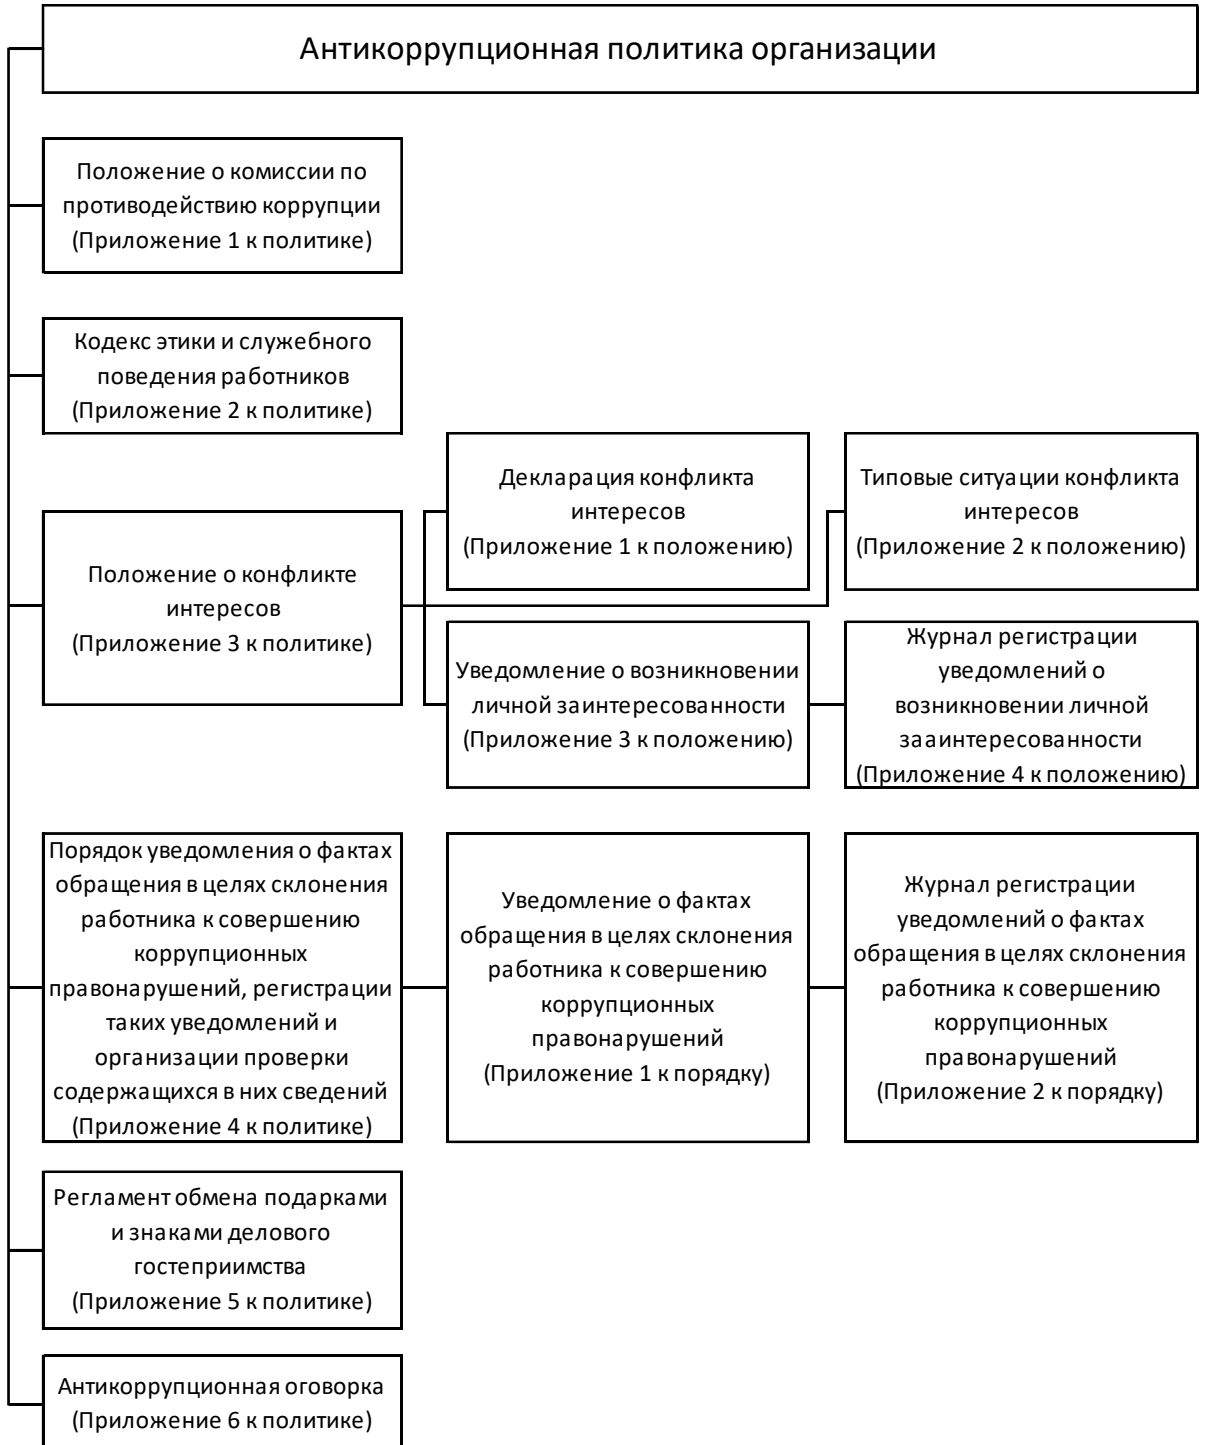 Антикоррупционная политика организации
Положение о комиссии по
противодействию коррупции
(Приложение 1 к политике)
Кодекс этики и служебного
поведения работников
(Приложение 2 к политике)
Положение о конфликте
интересов
(Приложение 3 к политике)
Декларация конфликта
интересов
(Приложение 1 к положению)
Типовые ситуации конфликта
интересов
(Приложение 2 к положению)
Уведомление о возникновении
личной заинтересованности
(Приложение 3 к положению)
Журнал регистрации
уведомлений о
возникновении личной
зааинтересованности
(Приложение 4 к положению)
Порядок уведомления о фактах
обращения в целях склонения
работника к совершению
коррупционных
правонарушений, регистрации
таких уведомлений и
организации проверки
содержащихся в них сведений
(Приложение 4 к политике)
Уведомление о фактах
обращения в целях склонения
работника к совершению
коррупционных
правонарушений
(Приложение 1 к порядку)
Журнал регистрации
уведомлений о фактах
обращения в целях склонения
работника к совершению
коррупционных
правонарушений
(Приложение 2 к порядку)
Регламент обмена подарками
и знаками делового
гостеприимства
(Приложение 5 к политике)
Антикоррупционная оговорка
(Приложение 6 к политике)